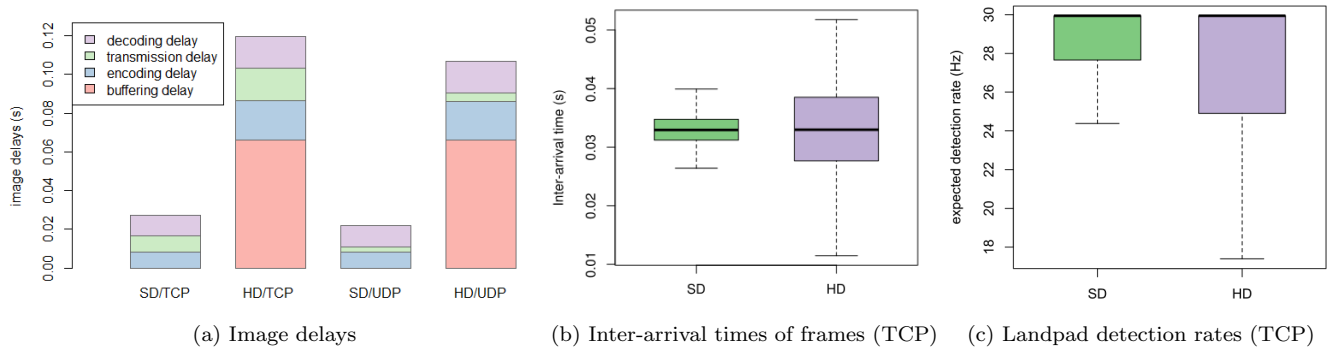 image delays (s)
0.00
0.02
0.04
0.06
0.08
0.10
0.12
decoding delay
transmission delay
encoding delay
buffering delay
SD/TCP
HD/TCP
SD/UDP
HD/UDP
(a) Image delays
Inter-arrival time (s)
0.01
0.02
0.03
0.04
0.05
SD
HD
(b) Inter-arrival times of frames (TCP)
expected detection rate (Hz)
18
20
22
24
26
28
30
SD
HD
(c) Landpad detection rates (TCP)